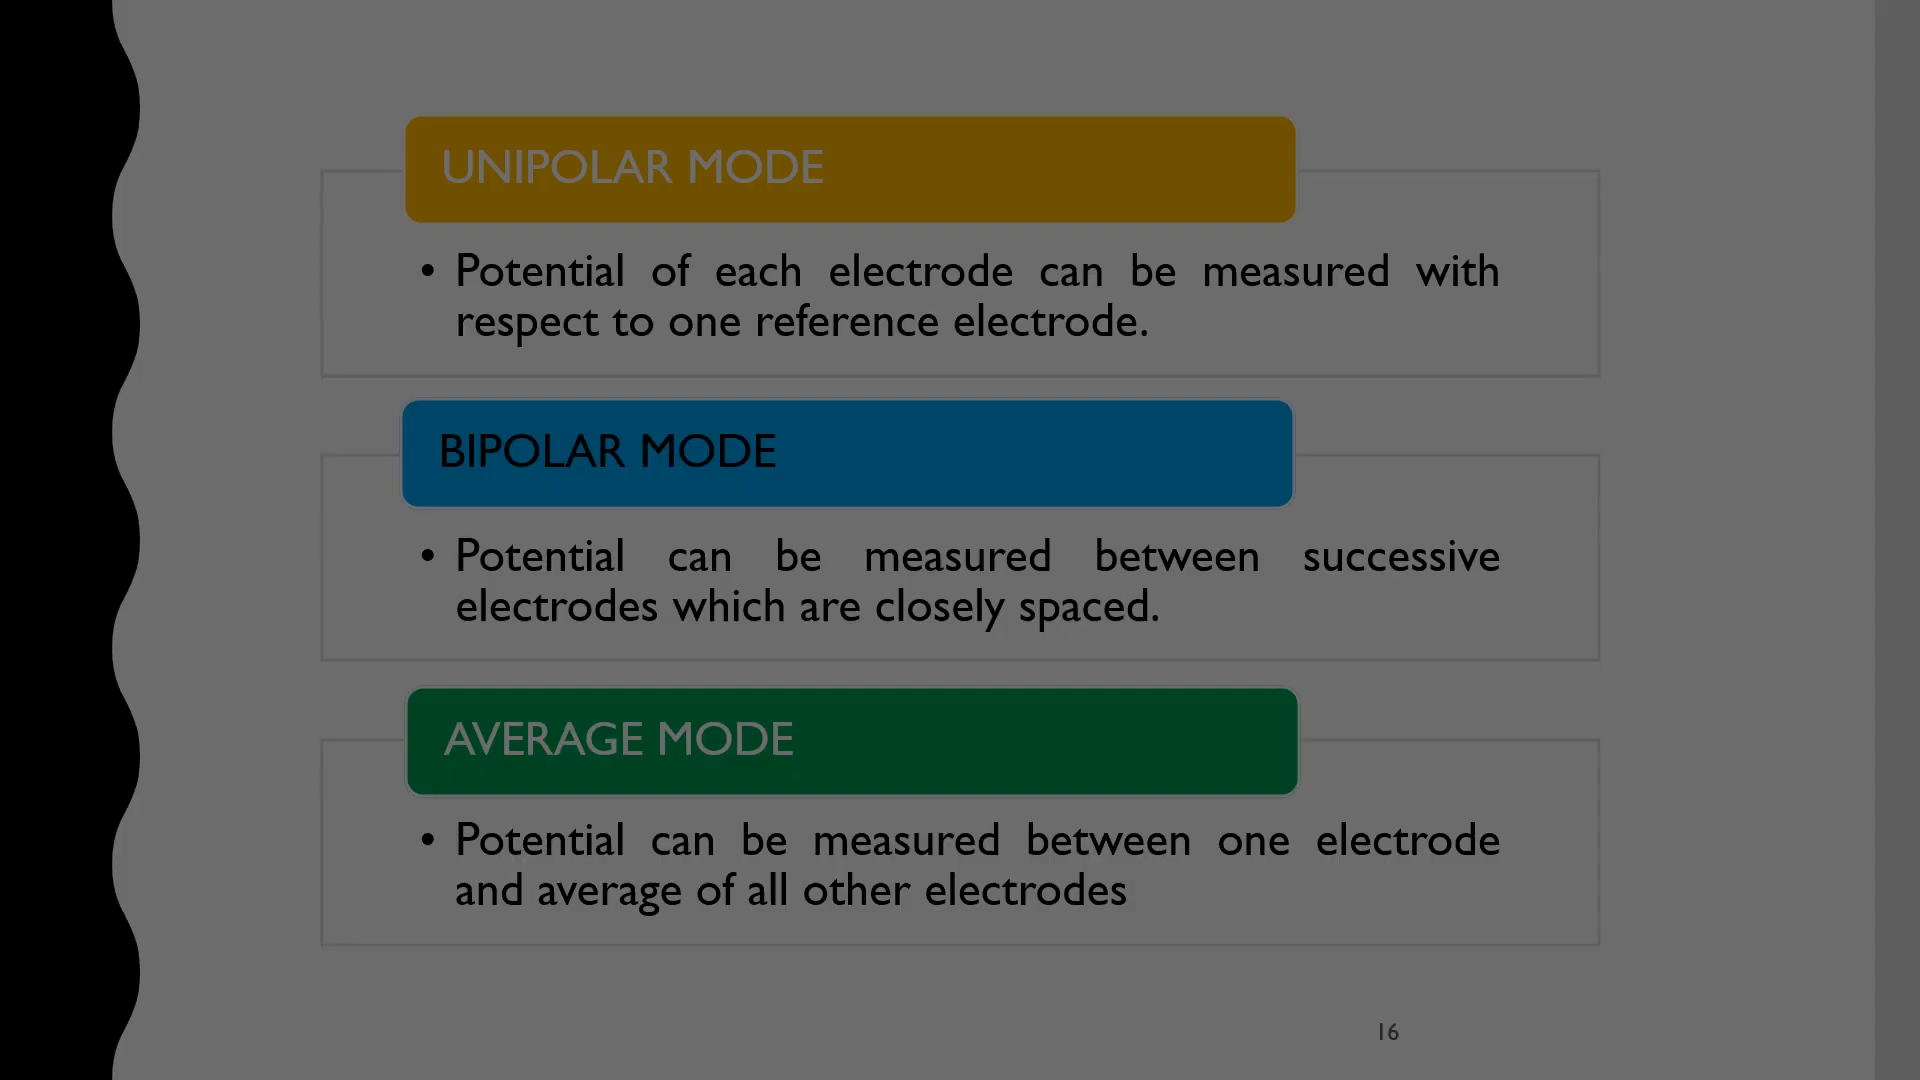 UNIPOLAR MODE
• Potential of each electrode can be measured with
respect to one reference electrode.
BIPOLAR MODE
• Potential can be measured between successive
electrodes which are closely spaced.
AVERAGE MODE
• Potential can be measured between one electrode
and average of all other electrodes
16